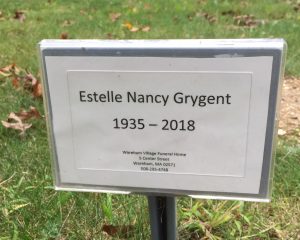 Estelle Nancy Grygent
1935 – 2018
Wareham Village Funeral Home
5 Center Street
Wareham, MA 02571